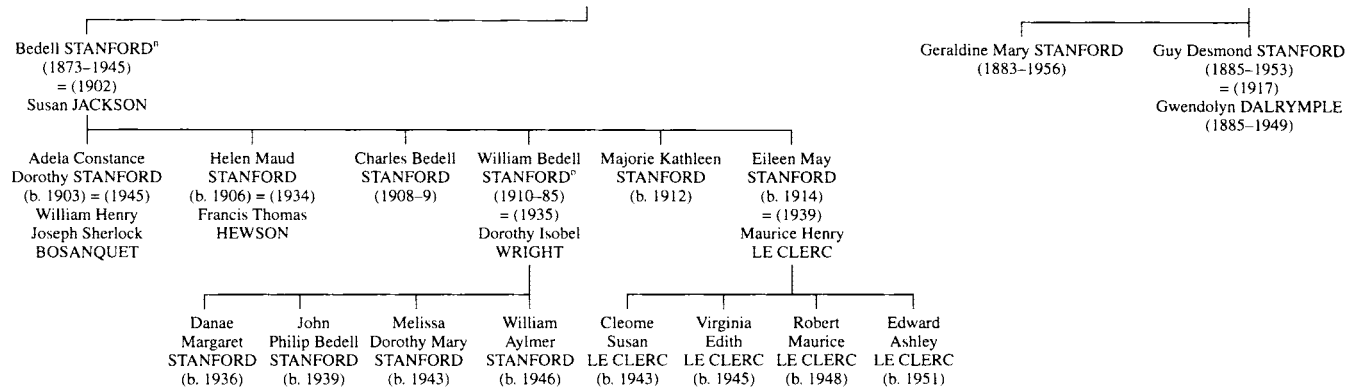 Bedell STANFORDⁿ
(1873–1945)
= (1902)
Susan JACKSON
Geraldine Mary STANFORD
(1883–1956)
Guy Desmond STANFORD
(1885–1953)
= (1917)
Gwendolyn DALRYMPLE
(1885–1949)
Adela Constance
Dorothy STANFORD
(b. 1903) = (1945)
William Henry
Joseph Sherlock
BOSANQUET
Helen Maud
STANFORD
(b. 1906) = (1934)
Francis Thomas
HEWSON
Charles Bedell
STANFORD
(1908–9)
William Bedell
STANFORDⁿ
(1910–85)
= (1935)
Dorothy Isobel
WRIGHT
Majorie Kathleen
STANFORD
(b. 1912)
Eileen May
STANFORD
(b. 1914)
= (1939)
Maurice Henry
LE CLERC
Danae
Margaret
STANFORD
(b. 1936)
John
Philip Bedell
STANFORD
(b. 1939)
Melissa
Dorothy Mary
STANFORD
(b. 1943)
William
Aylmer
STANFORD
(b. 1946)
Cleome
Susan
LE CLERC
(b. 1943)
Virginia
Edith
LE CLERC
(b. 1945)
Robert
Maurice
LE CLERC
(b. 1948)
Edward
Ashley
LE CLERC
(b. 1951)